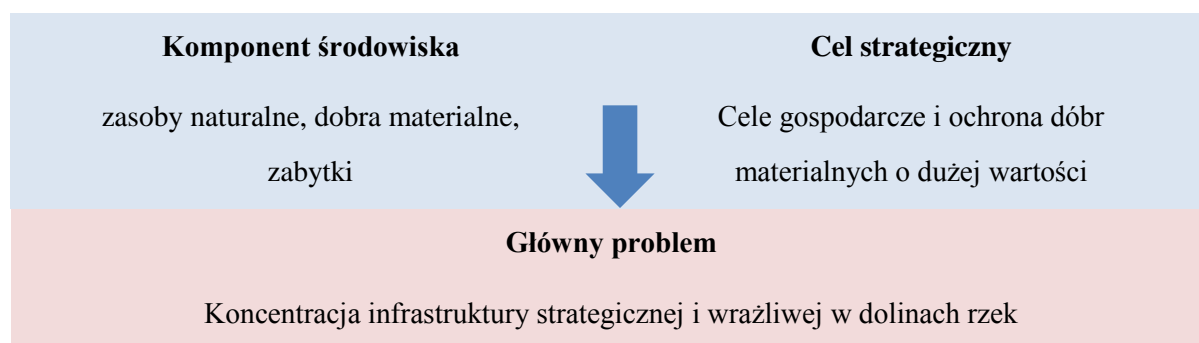 Komponent środowiska
zasoby naturalne, dobra materialne,
zabytki
Cel strategiczny
Cele gospodarcze i ochrona dóbr
materialnych o dużej wartości
Główny problem
Koncentracja infrastruktury strategicznej i wrażliwej w dolinach rzek